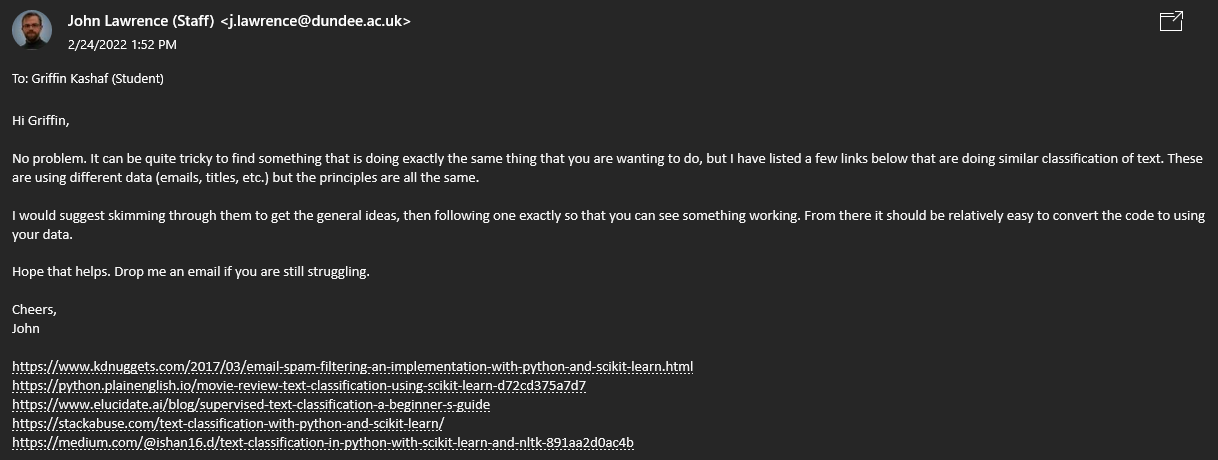 John Lawrence (Staff) <j.lawrence@dundee.ac.uk>
2/24/2022 1:52 PM
To: Griffin Kashaf (Student)
Hi Griffin,
No problem. It can be quite tricky to find something that is doing exactly the same thing that you are wanting to do, but I have listed a few links below that are doing similar classification of text. These
are using different data (emails, titles, etc.) but the principles are all the same.
I would suggest skimming through them to get the general ideas, then following one exactly so that you can see something working. From there it should be relatively easy to convert the code to using
your data.
Hope that helps. Drop me an email if you are still struggling.
Cheers,
John
https://www.kdnuggets.com/2017/03/email-spam-filtering-an-implementation-with-python-and-scikit-learn.html
https://python.plainenglish.io/movie-review-text-classification-using-scikit-learn-d72cd375a7d7
https://www.elucidate.ai/blog/supervised-text-classification-a-beginner-s-guide
https://stackabuse.com/text-classification-with-python-and-scikit-learn/
https://medium.com/@ishan16.d/text-classification-in-python-with-scikit-learn-and-nltk-891aa2d0ac4b